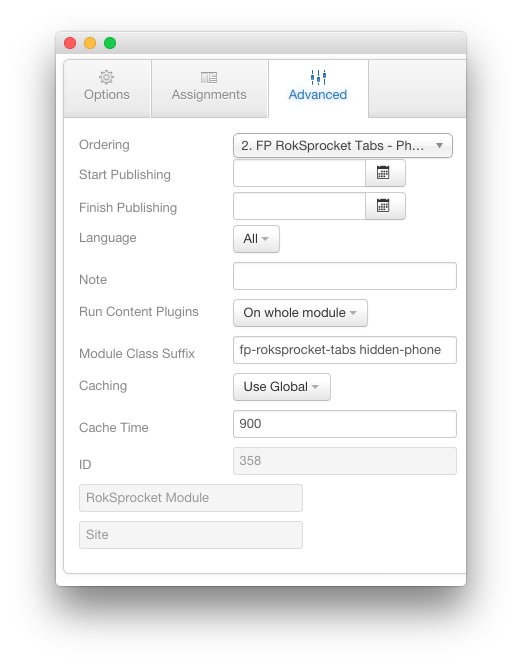 Options Assignments Advanced
Ordering 2. FP RokSprocket Tabs - Ph...
Start Publishing
Finish Publishing
Language All
Note
Run Content Plugins On whole module
Module Class Suffix fp-roksprocket-tabs hidden-phone
Caching Use Global
Cache Time 900
ID 358
RokSprocket Module
Site